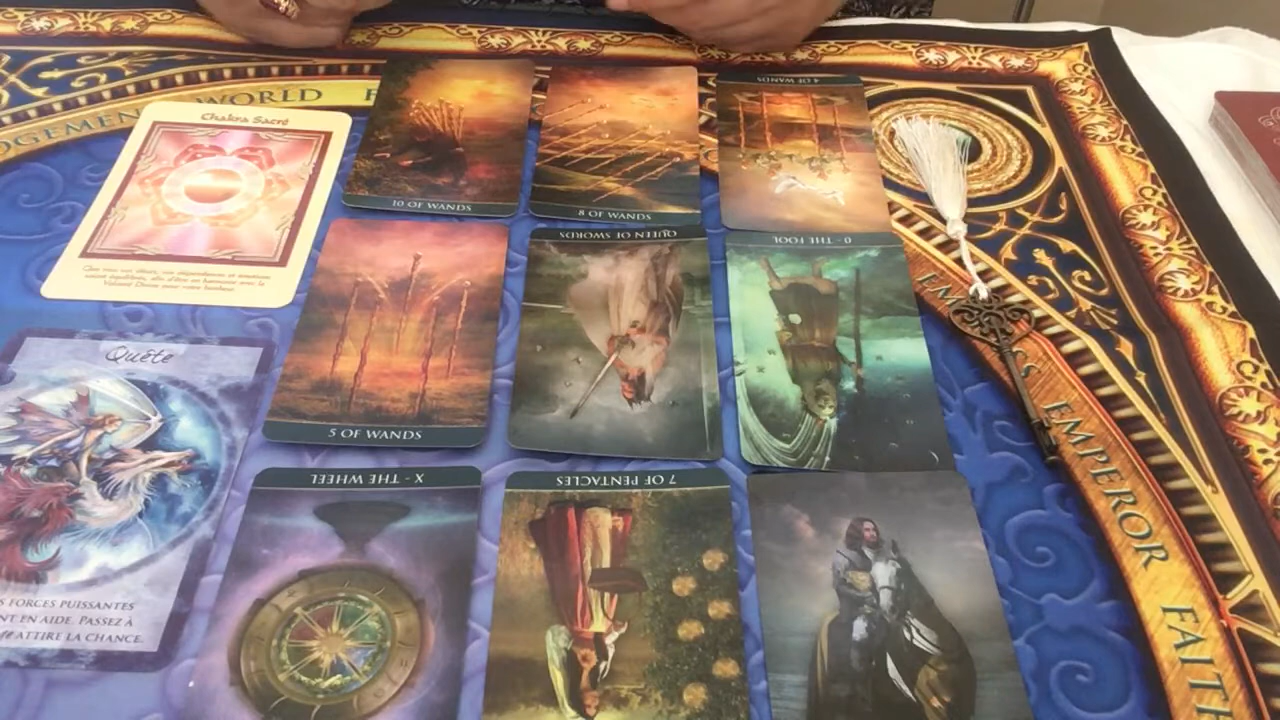 WORLD
Chakra Sacré
10 OF WANDS
8 OF WANDS
4 OF WANDS
5 OF WANDS
QUEEN OF SWORDS
0 - THE FOOL
Quête
S FORCES PUISSANTES
NT EN AIDE. PASSEZ À
ATTIRE LA CHANCE.
X - THE WHEEL
7 OF PENTACLES
EMPEROR
FAITH